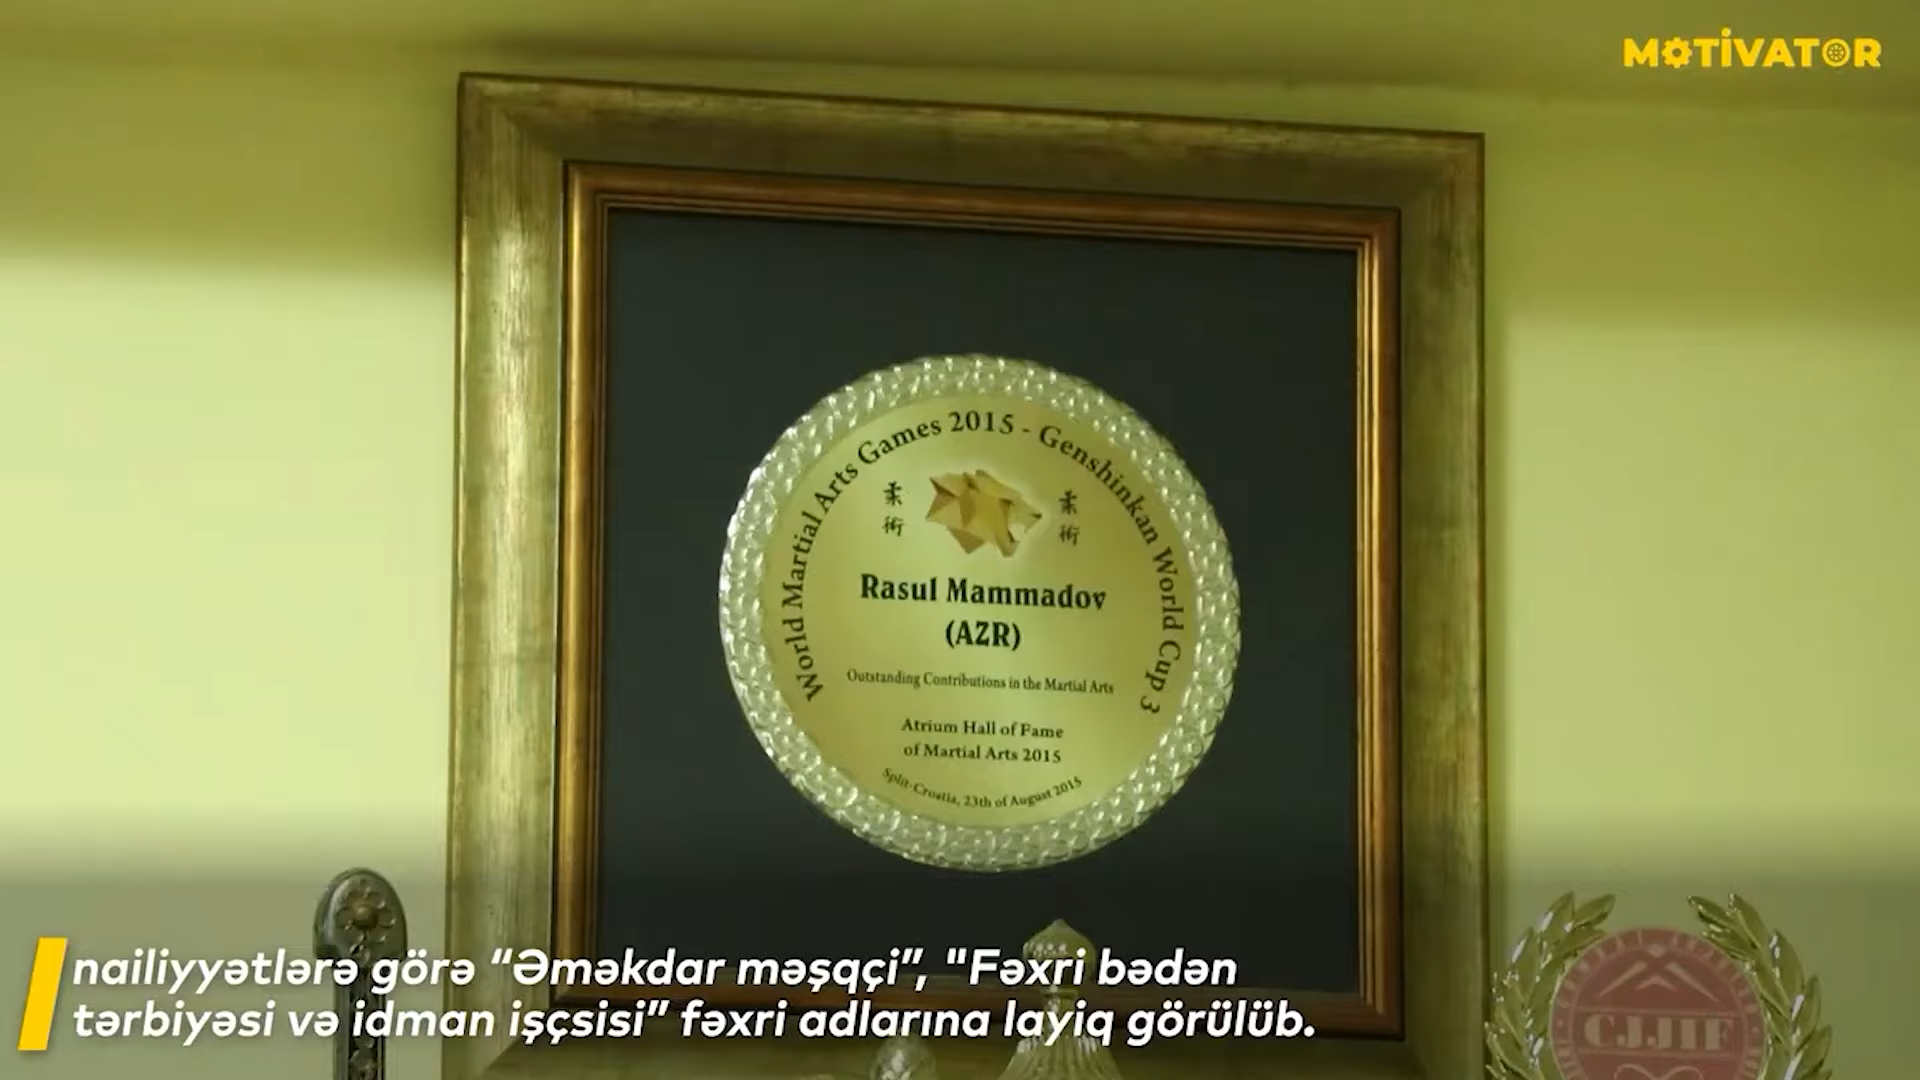 MOTİVATOR
World Martial Arts Games 2015 - Genshinkan World Cup 3
柔術
柔術
Rasul Mammadov
(AZR)
Outstanding Contributions in the Martial Arts
Atrium Hall of Fame
of Martial Arts 2015
Split-Croatia, 23th of August 2015
nailiyyətlərə görə “Əməkdar məşqçi”, "Fəxri bədən
tərbiyəsi və idman işçsisi” fəxri adlarına layiq görülüb.
CJJIF